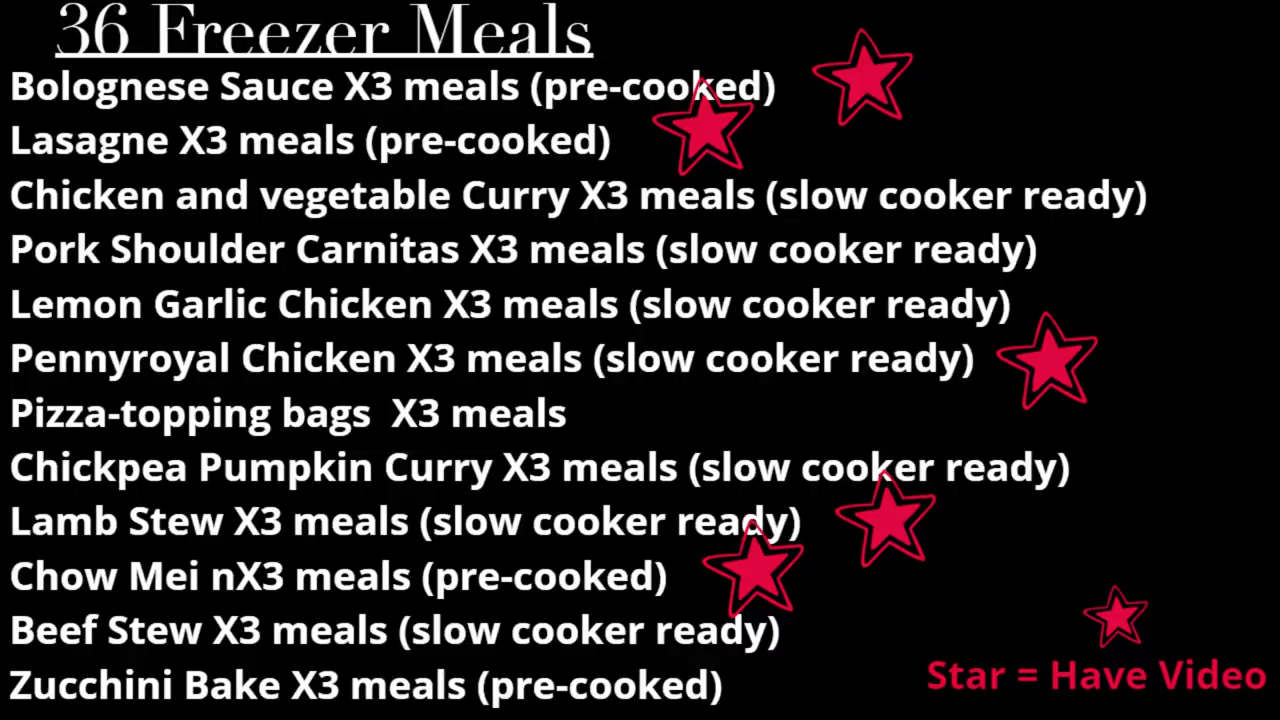 36 Freezer Meals
Bolognese Sauce X3 meals (pre-cooked)
Lasagne X3 meals (pre-cooked)
Chicken and vegetable Curry X3 meals (slow cooker ready)
Pork Shoulder Carnitas X3 meals (slow cooker ready)
Lemon Garlic Chicken X3 meals (slow cooker ready)
Pennyroyal Chicken X3 meals (slow cooker ready)
Pizza-topping bags  X3 meals
Chickpea Pumpkin Curry X3 meals (slow cooker ready)
Lamb Stew X3 meals (slow cooker ready)
Chow Mei nX3 meals (pre-cooked)
Beef Stew X3 meals (slow cooker ready)
Zucchini Bake X3 meals (pre-cooked)
Star = Have Video